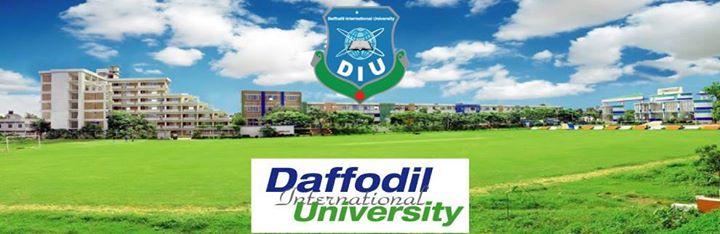 Daffodil International University
DIU
Daffodil
International
University